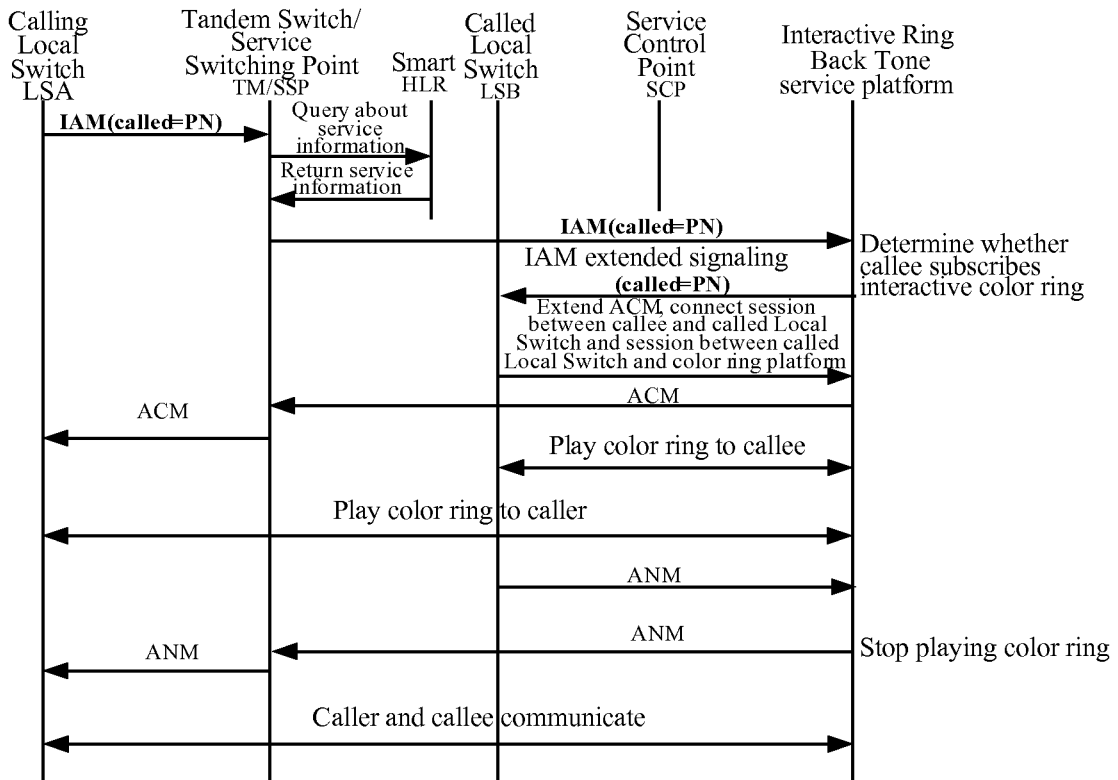 Calling
Local
Switch
LSA
Tandem Switch/
Service
Switching Point
TM/SSP
Smart
HLR
Called
Local
Switch
LSB
Service
Control
Point
SCP
Interactive Ring
Back Tone
service platform
IAM(called=PN)
Query about
service
information
Return service
information
IAM(called=PN)
IAM extended signaling
(called=PN)
Determine whether
callee subscribes
interactive color ring
Extend ACM, connect session
between callee and called Local
Switch and session between called
Local Switch and color ring platform
ACM
ACM
Play color ring to callee
Play color ring to caller
ANM
ANM
Stop playing color ring
ANM
Caller and callee communicate